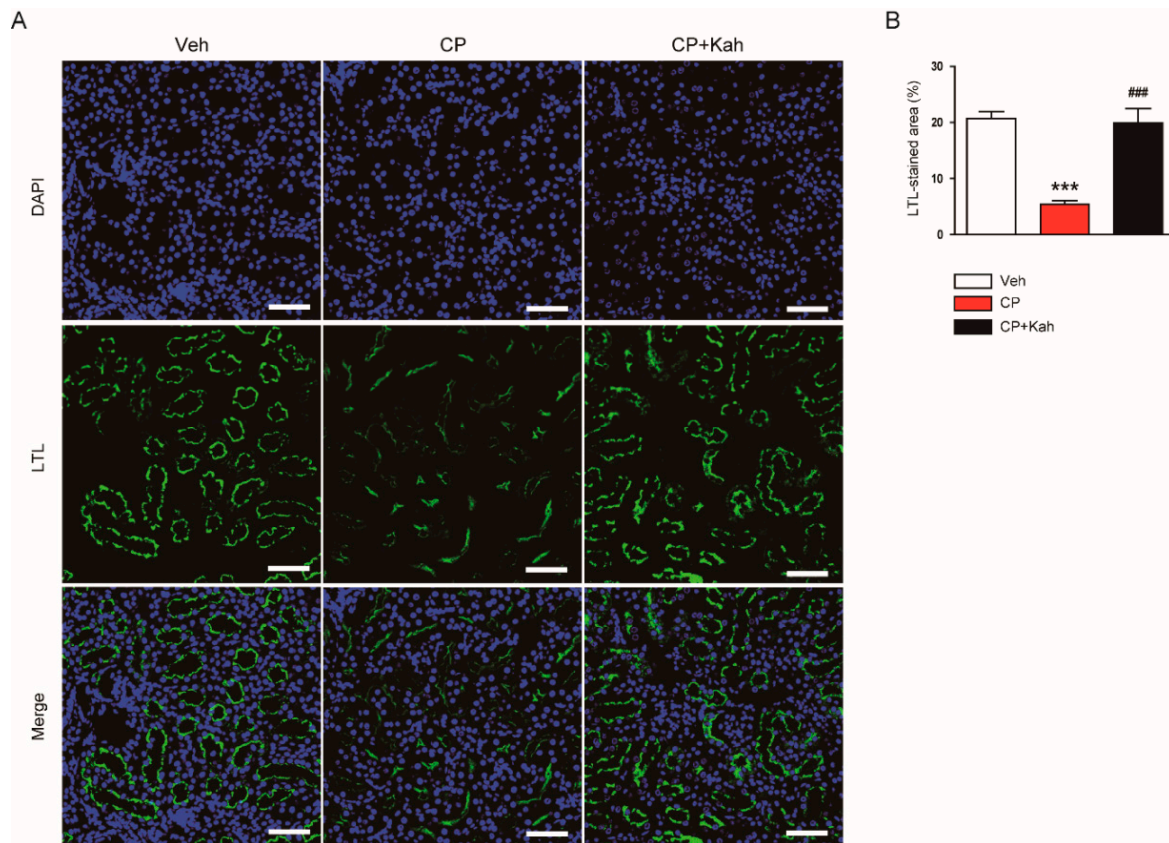 A
Veh CP CP+Kah
DAPI
LTL
Merge
B
LTL-stained area (%)
30
20
10
0
***
###
Veh
CP
CP+Kah